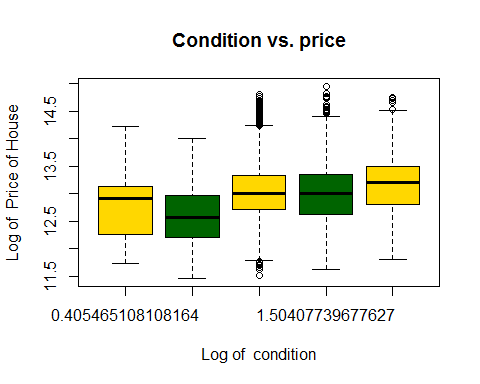 Condition vs. price
Log of  Price of House
14.5
13.5
12.5
11.5
0.405465108108164
1.50407739677627
Log of  condition